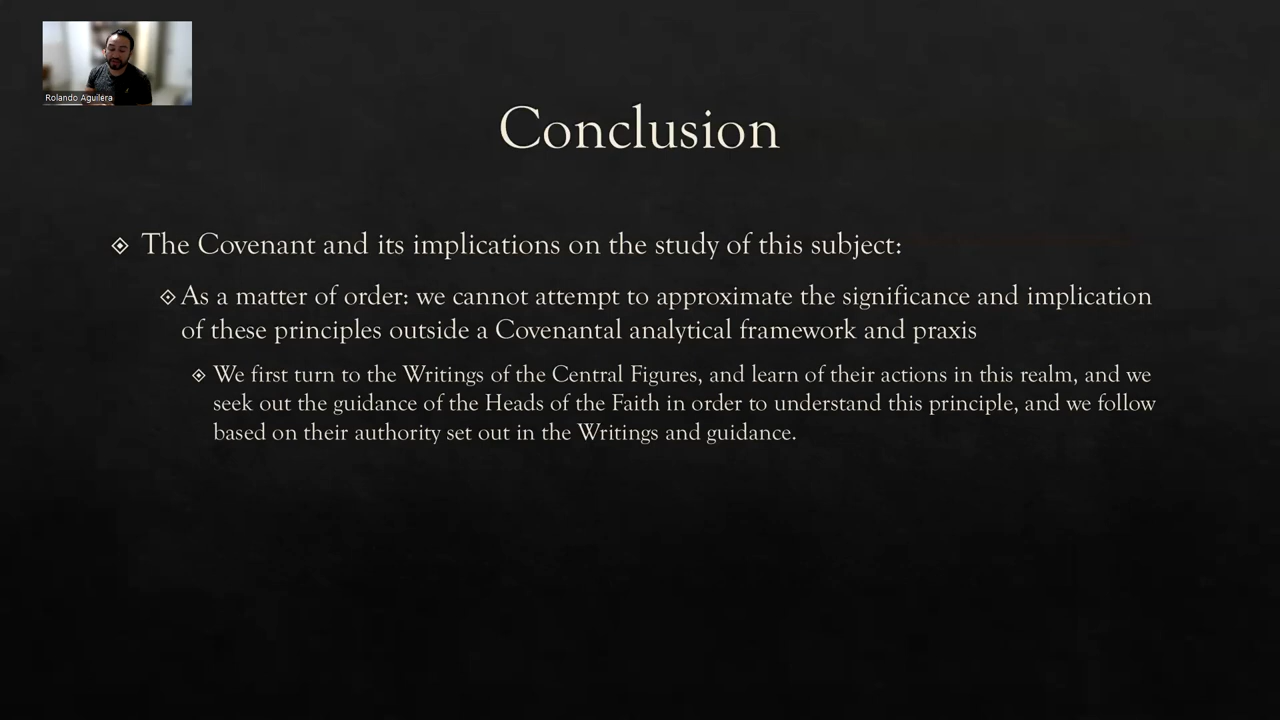 Rolando Aguilera
Conclusion
The Covenant and its implications on the study of this subject:
As a matter of order: we cannot attempt to approximate the significance and implication
of these principles outside a Covenantal analytical framework and praxis
We first turn to the Writings of the Central Figures, and learn of their actions in this realm, and we
seek out the guidance of the Heads of the Faith in order to understand this principle, and we follow
based on their authority set out in the Writings and guidance.